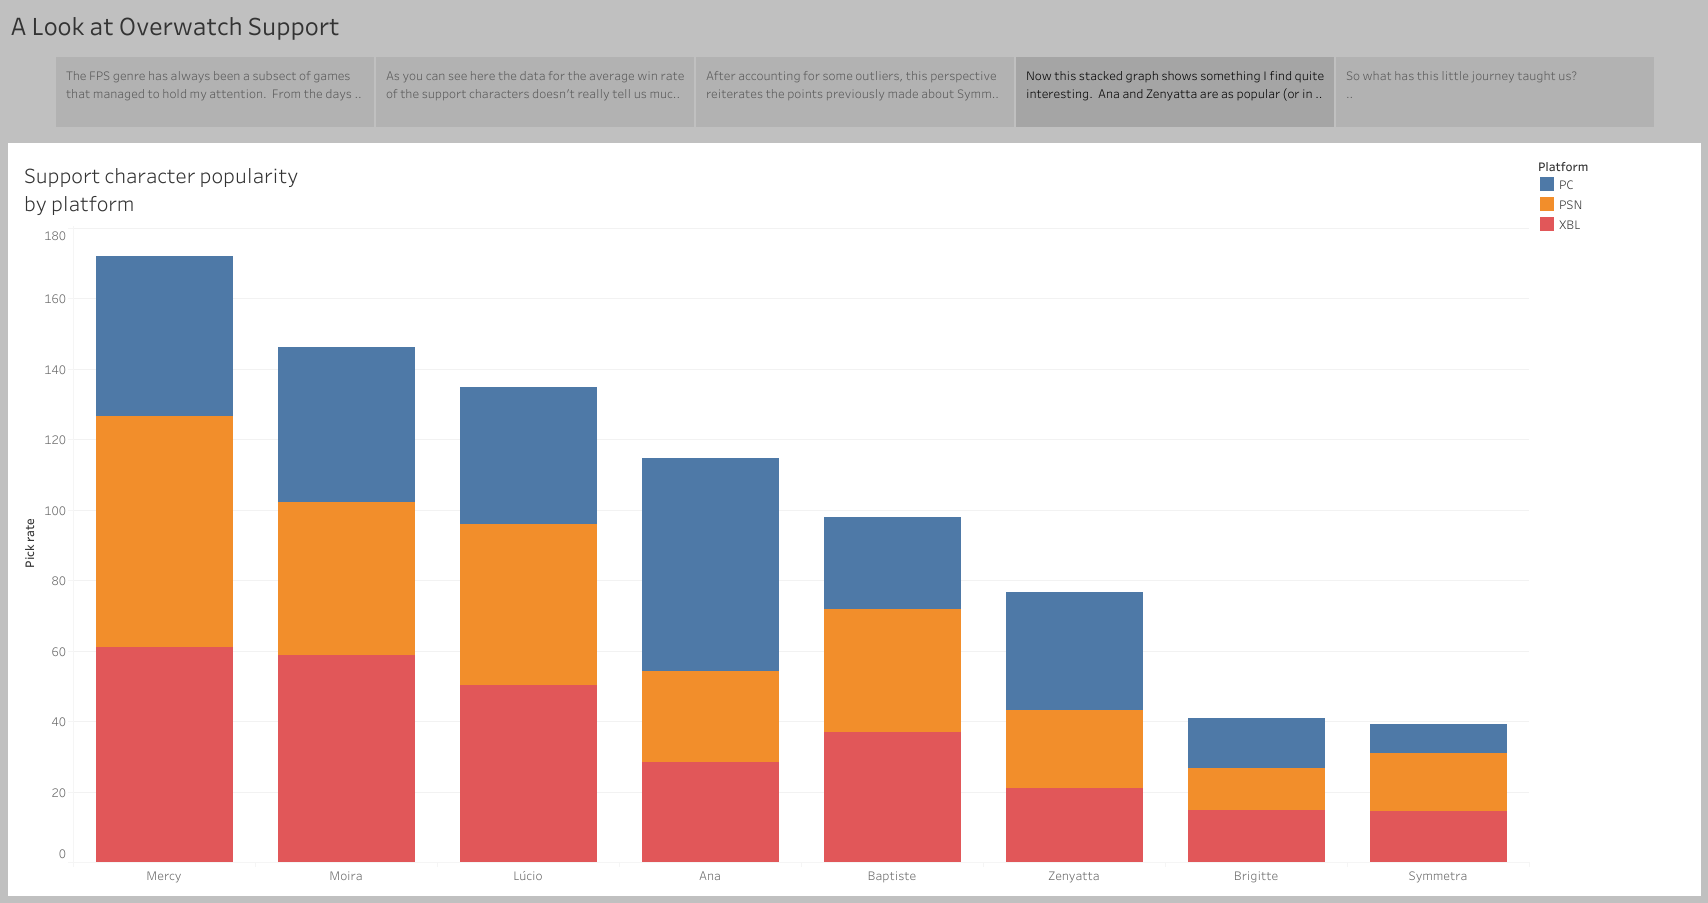 A Look at Overwatch Support
The FPS genre has always been a subsect of games
that managed to hold my attention.  From the days ..
As you can see here the data for the average win rate
of the support characters doesn't really tell us muc..
After accounting for some outliers, this perspective
reiterates the points previously made about Symm..
Now this stacked graph shows something I find quite
interesting.  Ana and Zenyatta are as popular (or in ..
So what has this little journey taught us?
..
Support character popularity
by platform
Platform
PC
PSN
XBL
Pick rate
180
160
140
120
100
80
60
40
20
0
Mercy
Moira
Lúcio
Ana
Baptiste
Zenyatta
Brigitte
Symmetra